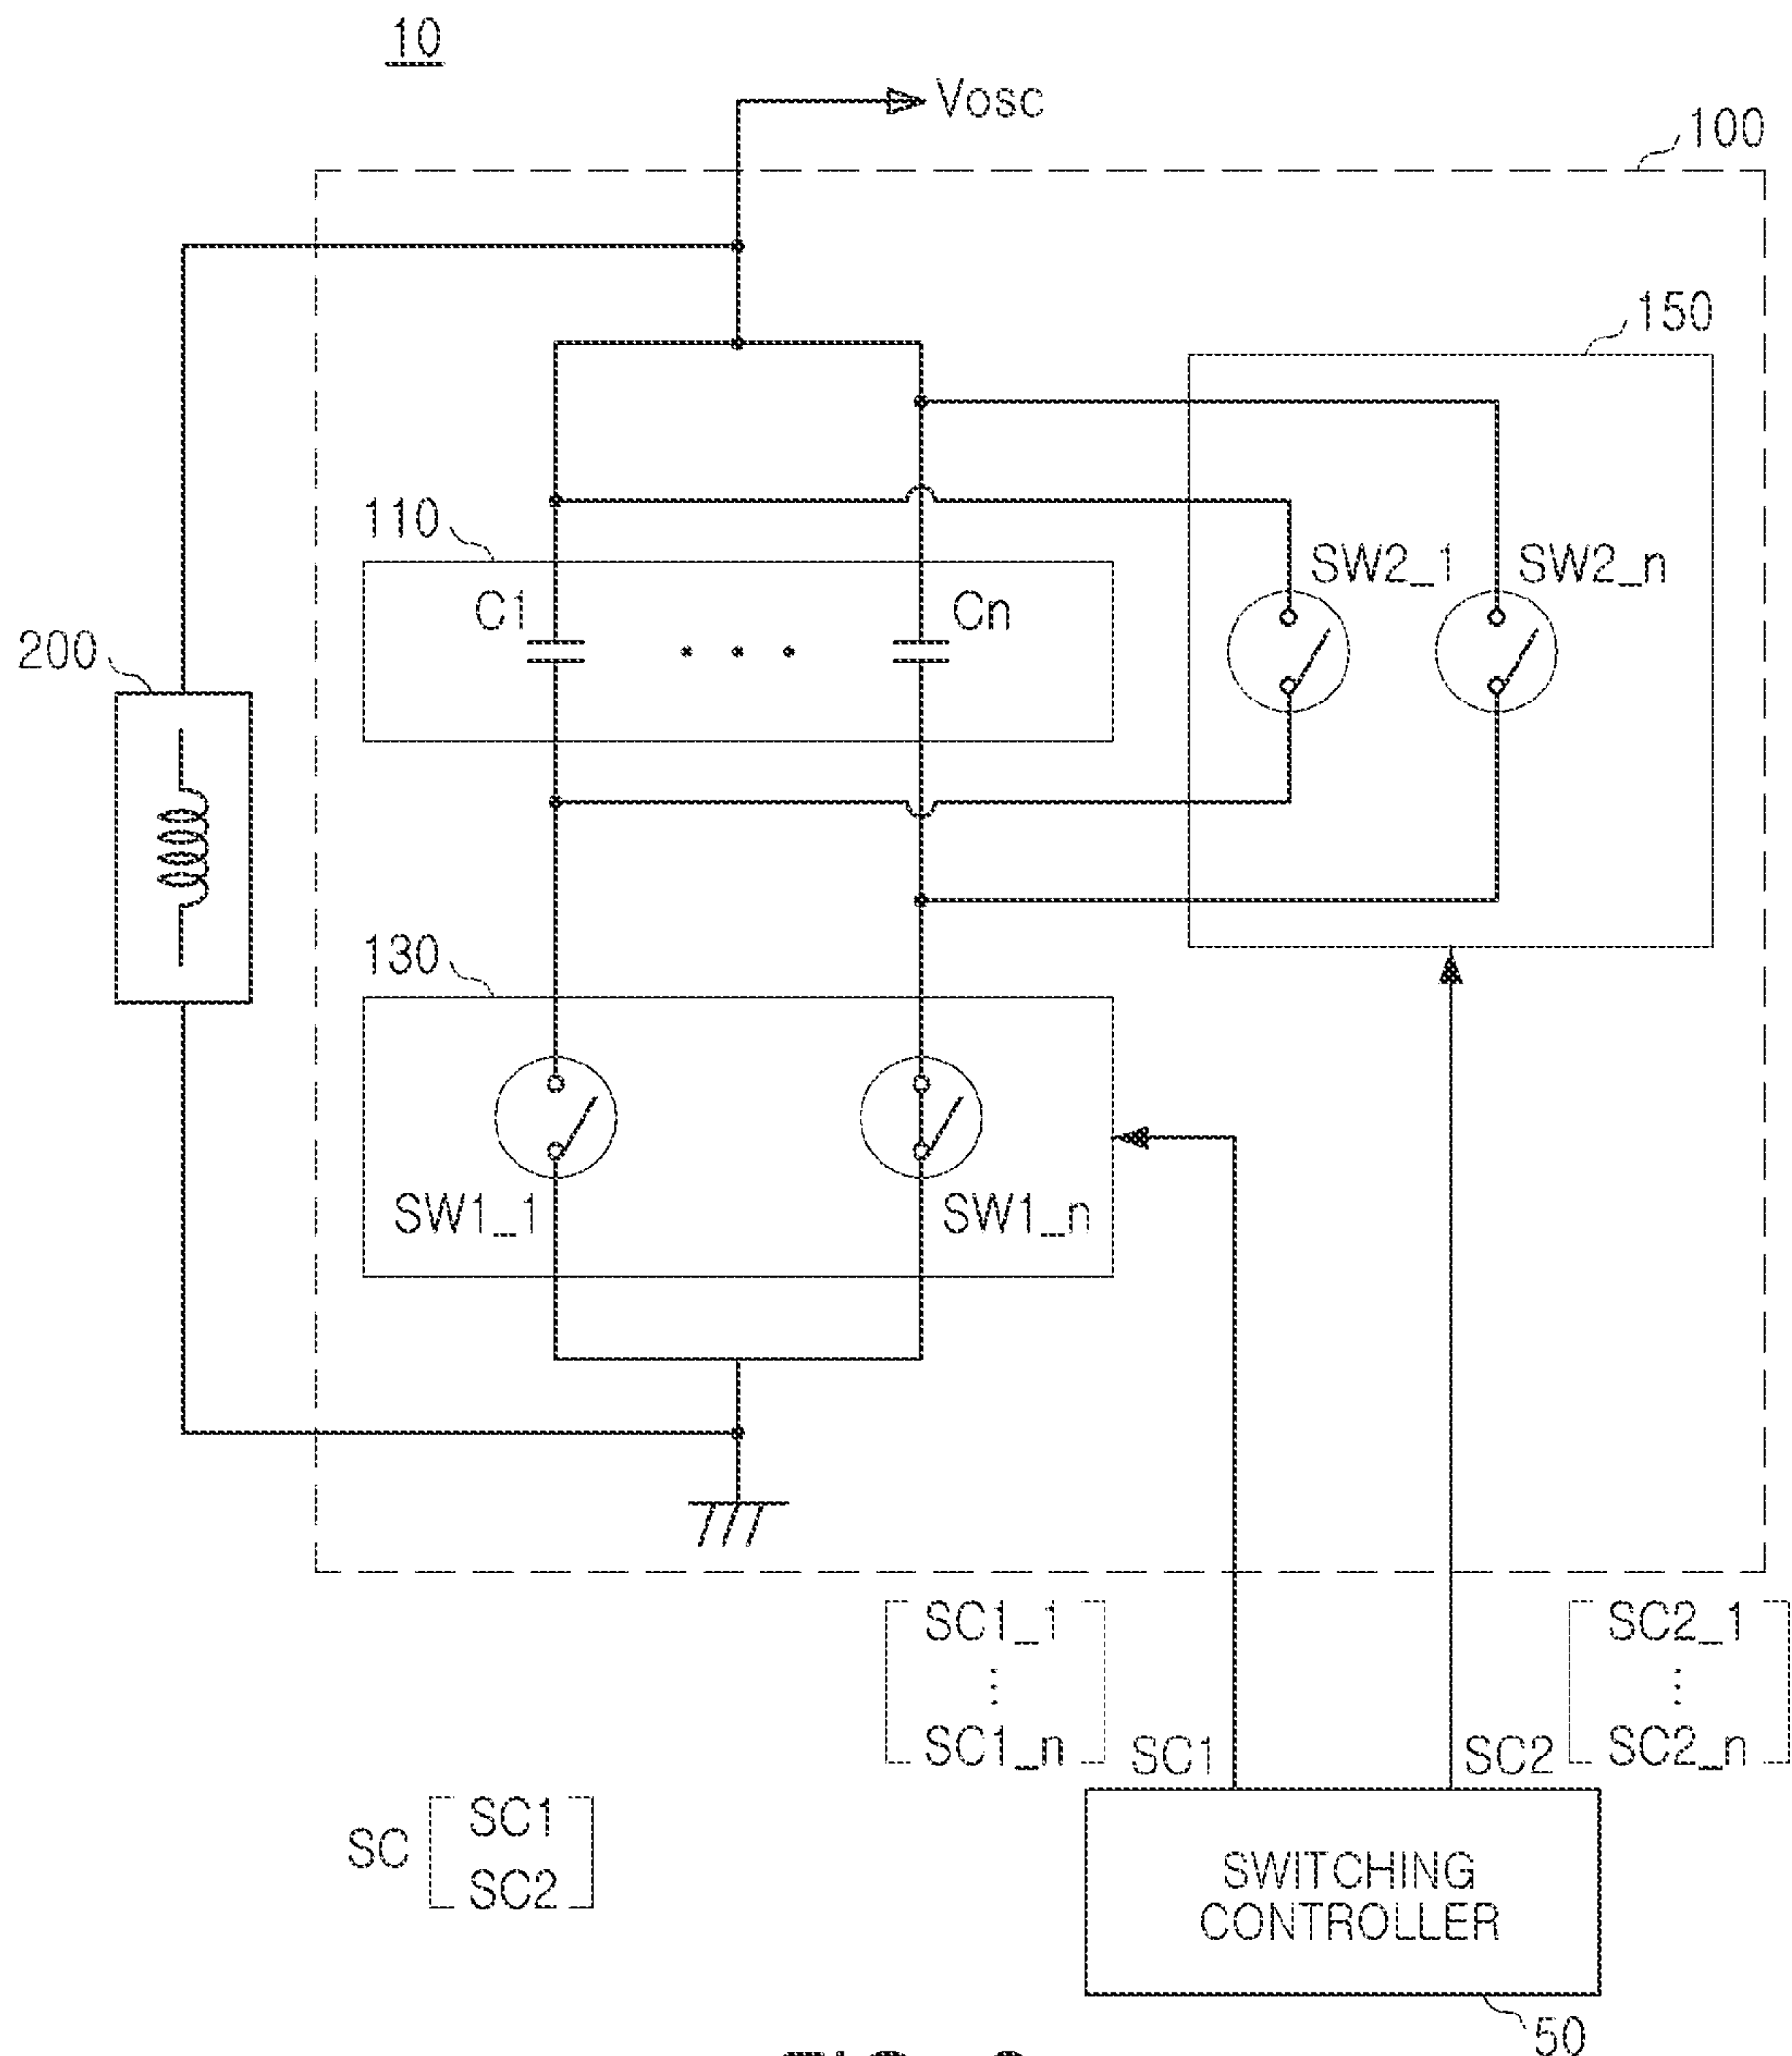 10
Vosc
100
150
110
SW2_1 SW2_n
C1 Cn
200
130
SW1_1 SW1_n
SC1_1 SC2_1
SC1_n SC1 SC2 SC2_n
SC SC1
SC2
SWITCHING
CONTROLLER
50